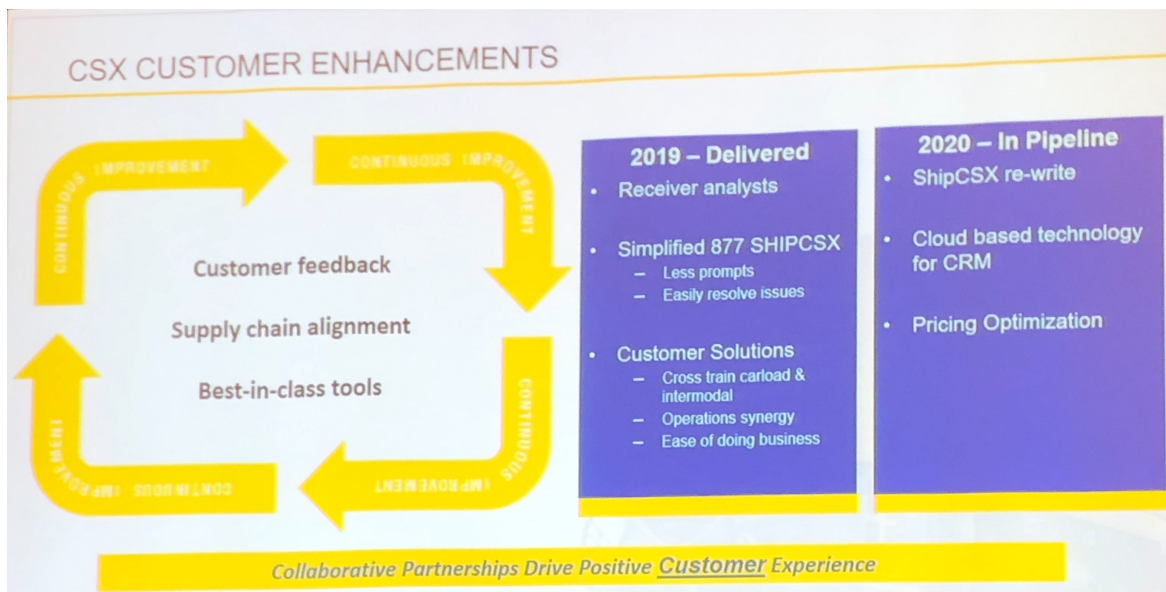 CSX CUSTOMER ENHANCEMENTS
CONTINUOUS IMPROVEMENT
CONTINUOUS IMPROVEMENT
CONTINUOUS IMPROVEMENT
CONTINUOUS IMPROVEMENT
Customer feedback
Supply chain alignment
Best-in-class tools
2019 – Delivered
• Receiver analysts
• Simplified 877 SHIPCSX
– Less prompts
– Easily resolve issues
• Customer Solutions
– Cross train carload &
intermodal
– Operations synergy
– Ease of doing business
2020 – In Pipeline
• ShipCSX re-write
• Cloud based technology
for CRM
• Pricing Optimization
Collaborative Partnerships Drive Positive Customer Experience